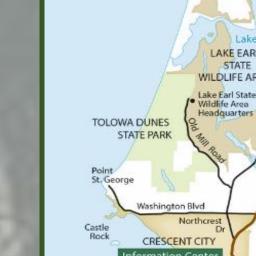 Lake
LAKE EARL
STATE
WILDLIFE AR
Lake Earl State
Wildlife Area
Headquarters
TOLOWA DUNES
STATE PARK
Old Mill Road
Point
St. George
Washington Blvd
Northcrest
Dr
Castle
Rock
CRESCENT CITY
Information Center